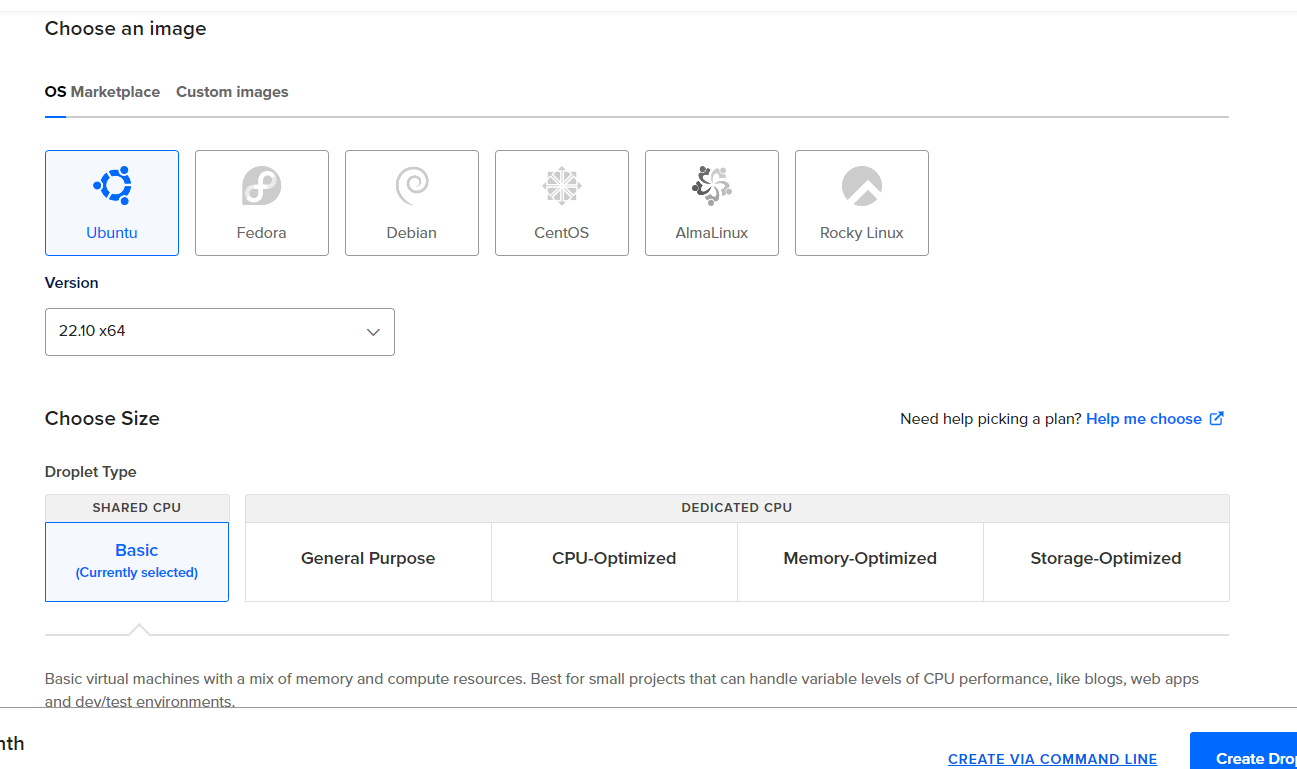 Choose an image
OS Marketplace Custom images
Ubuntu Fedora Debian CentOS AlmaLinux Rocky Linux
Version
22.10 x64
Choose Size
Need help picking a plan? Help me choose
Droplet Type
SHARED CPU DEDICATED CPU
Basic
(Currently selected)
General Purpose CPU-Optimized Memory-Optimized Storage-Optimized
Basic virtual machines with a mix of memory and compute resources. Best for small projects that can handle variable levels of CPU performance, like blogs, web apps
and dev/test environments.
nth
CREATE VIA COMMAND LINE
Create Drop